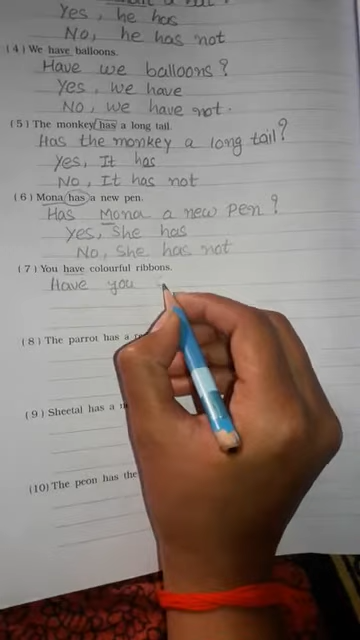 Yes, he has
No, he has not
(4) We have balloons.
Have we balloons?
Yes, we have
No, we have not.
(5) The monkey has a long tail.
Has the monkey a long tail?
Yes, It has
No, It has not
(6) Mona has a new pen.
Has Mona a new pen?
Yes, She has
No, She has not
(7) You have colourful ribbons.
Have you
(8) The parrot has a
(9) Sheetal has a
(10) The peon has the